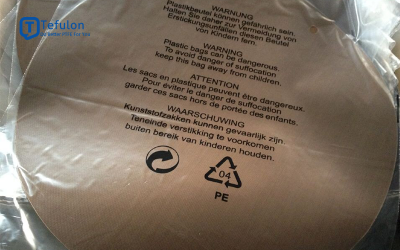 Tefulon
WARNUNG
Plastikbeutel können gefährlich sein.
Halten Sie daher zur Vermeidung von
Erstickungsunfällen diesen Beutel
von Kindern fern.
WARNING
Plastic bags can be dangerous.
To avoid danger of suffocation
keep this bag away from children.
ATTENTION
Les sacs en plastique peuvent être dangereux.
Pour éviter le danger de suffocation
garder ces sacs hors de portée des enfants.
WAARSCHUWING
Kunststofzakken kunnen gevaarlijk zijn.
Teneinde verstikking te voorkomen
buiten bereik van kinderen houden.
04
PE